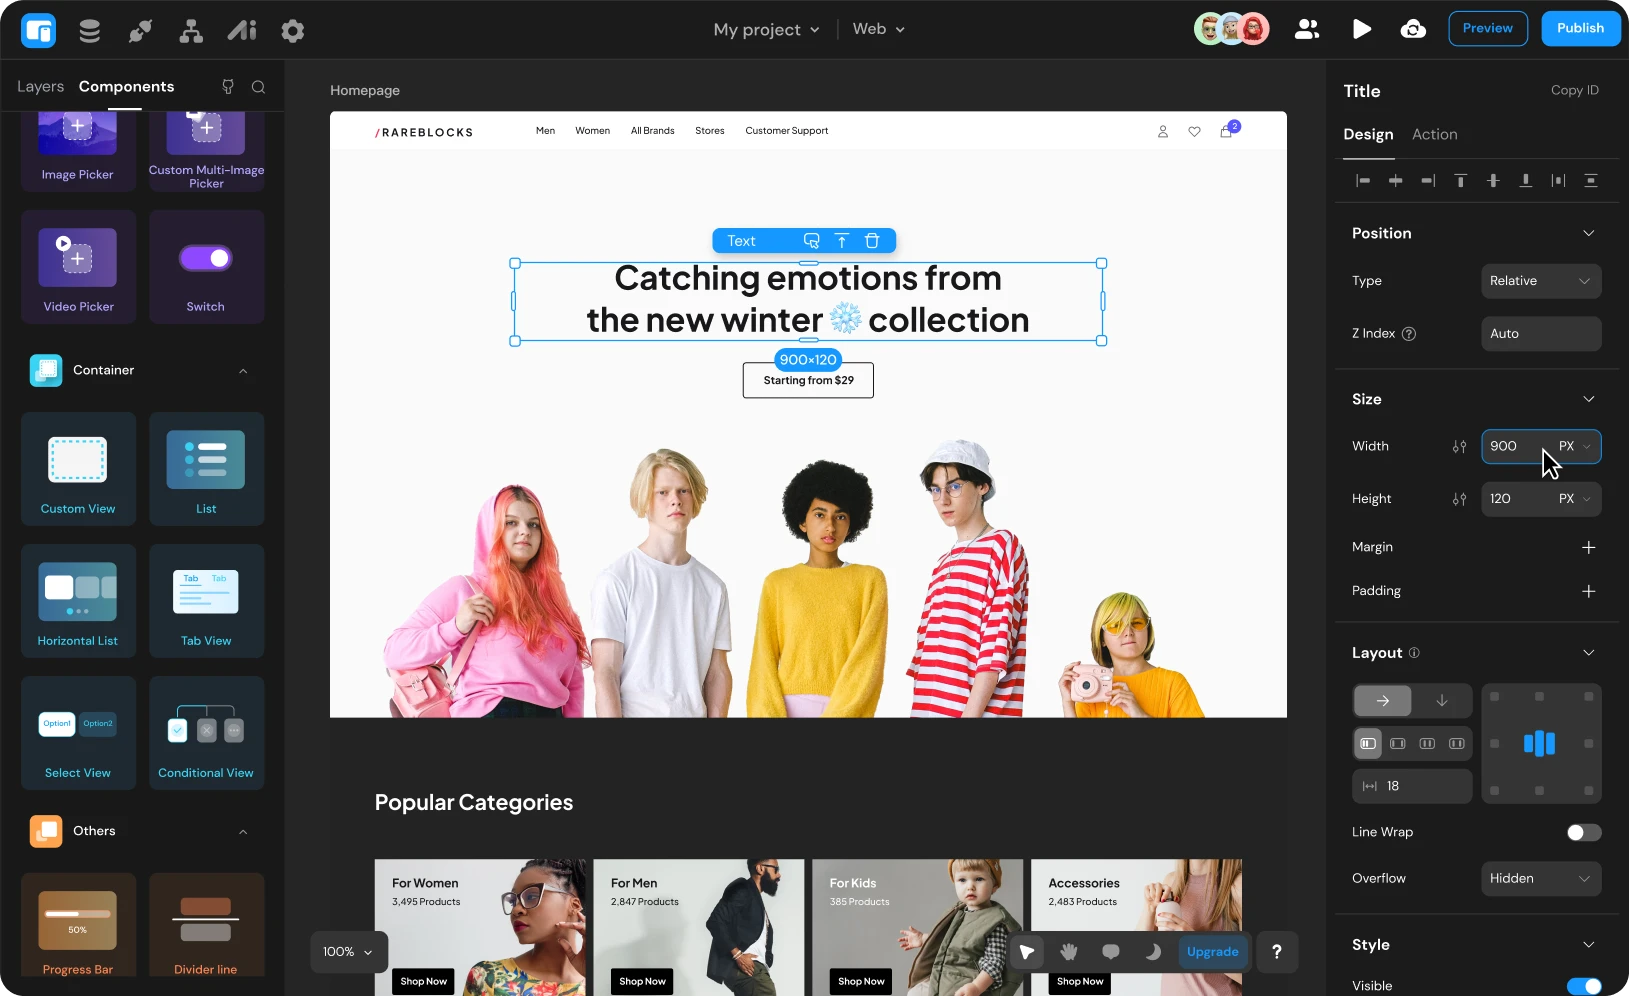 My project
Web
Preview
Publish
Layers
Components
Image Picker
Custom Multi-Image
Picker
Video Picker
Switch
Container
Custom View
List
Horizontal List
Tab
Tab
Tab View
Option1
Option2
Select View
Conditional View
Others
50%
Progress Bar
Divider line
Homepage
/RAREBLOCKS
Men
Women
All Brands
Stores
Customer Support
2
Text
Catching emotions from
the new winter ❄️ collection
900×120
Starting from $29
Popular Categories
For Women
3,495 Products
Shop Now
For Men
2,847 Products
Shop Now
For Kids
385 Products
Shop Now
Accessories
2,483 Products
Shop Now
100%
Upgrade
?
Title
Copy ID
Design
Action
Position
Type
Relative
Z Index ?
Auto
Size
Width
900
PX
Height
120
PX
Margin
Padding
Layout
18
Line Wrap
Overflow
Hidden
Style
Visible